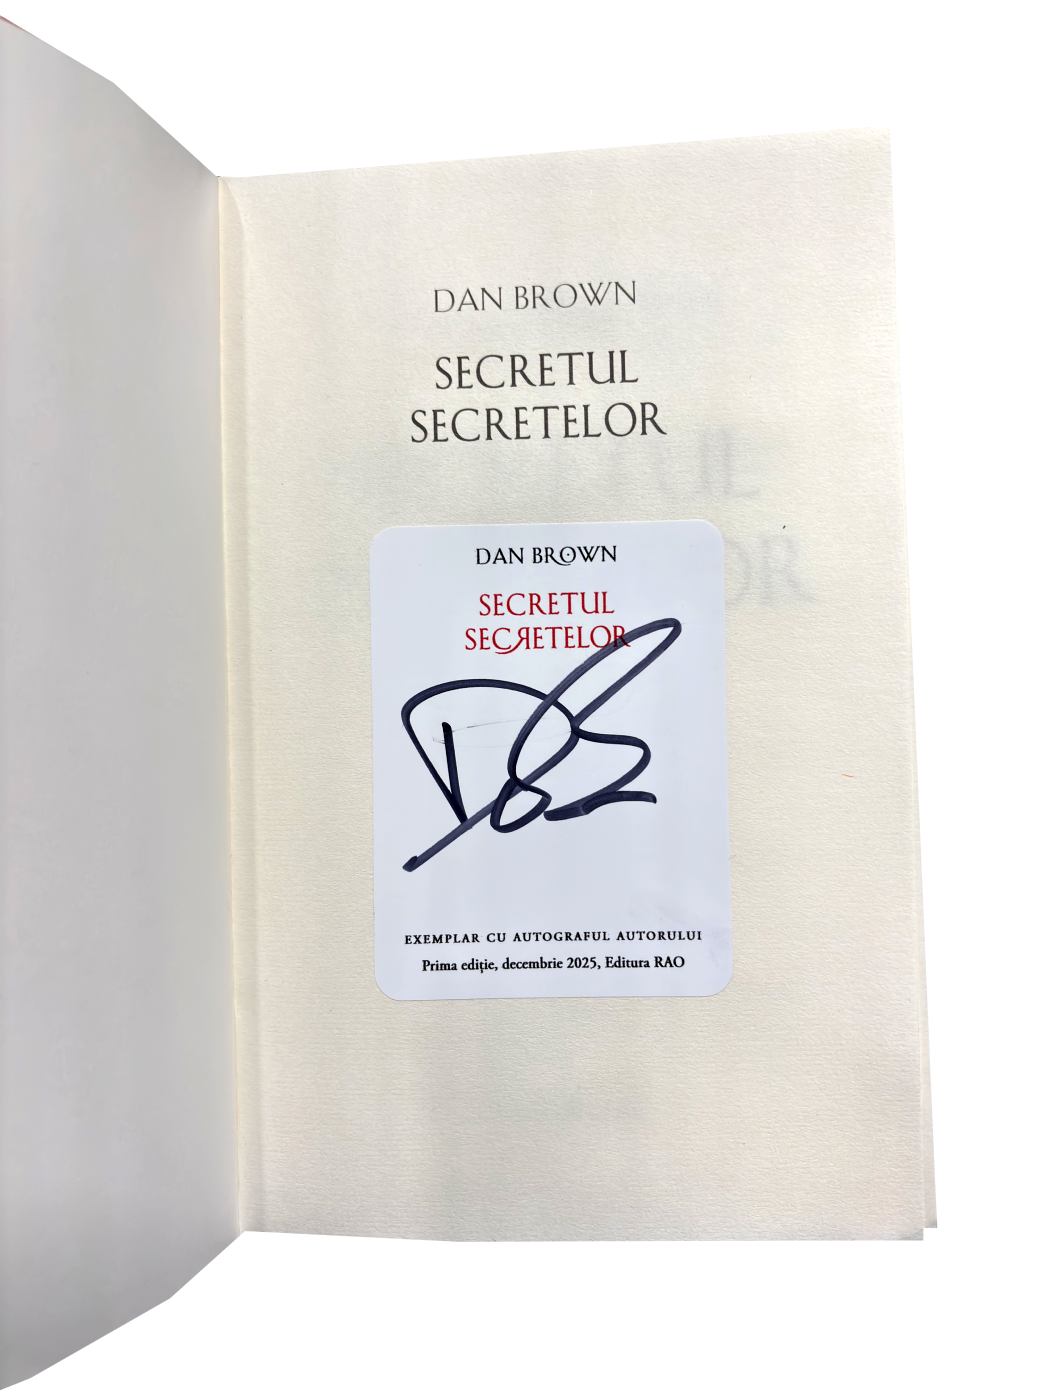 DAN BROWN
SECRETUL
SECRETELOR
DAN BROWN
SECRETUL
SECRETELOR
EXEMPLAR CU AUTOGRAFUL AUTORULUI
Prima ediție, decembrie 2025, Editura RAO